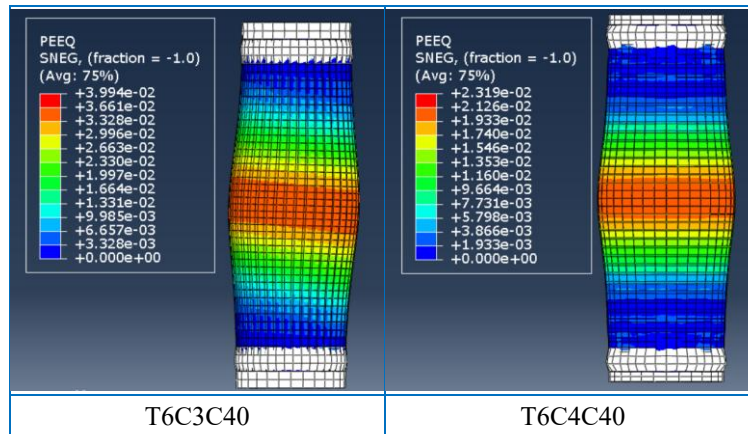 PEEQ
SNEG, (fraction = -1.0)
(Avg: 75%)
+3.994e-02
+3.661e-02
+3.328e-02
+2.996e-02
+2.663e-02
+2.330e-02
+1.997e-02
+1.664e-02
+1.331e-02
+9.985e-03
+6.657e-03
+3.328e-03
+0.000e+00
PEEQ
SNEG, (fraction = -1.0)
(Avg: 75%)
+2.319e-02
+2.126e-02
+1.933e-02
+1.740e-02
+1.546e-02
+1.353e-02
+1.160e-02
+9.664e-03
+7.731e-03
+5.798e-03
+3.866e-03
+1.933e-03
+0.000e+00
T6C3C40
T6C4C40